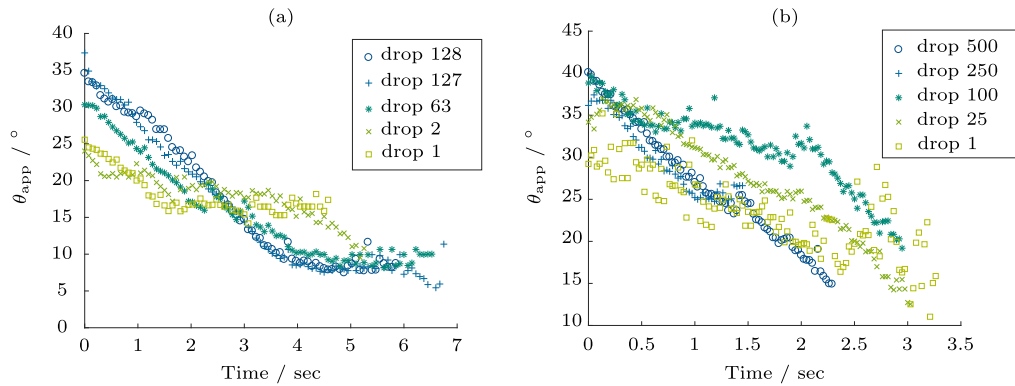 (a)
θapp / °
40
35
30
25
20
15
10
5
0
0 1 2 3 4 5 6 7
Time / sec
drop 128
drop 127
drop 63
drop 2
drop 1
(b)
θapp / °
45
40
35
30
25
20
15
10
0 0.5 1 1.5 2 2.5 3 3.5
Time / sec
drop 500
drop 250
drop 100
drop 25
drop 1